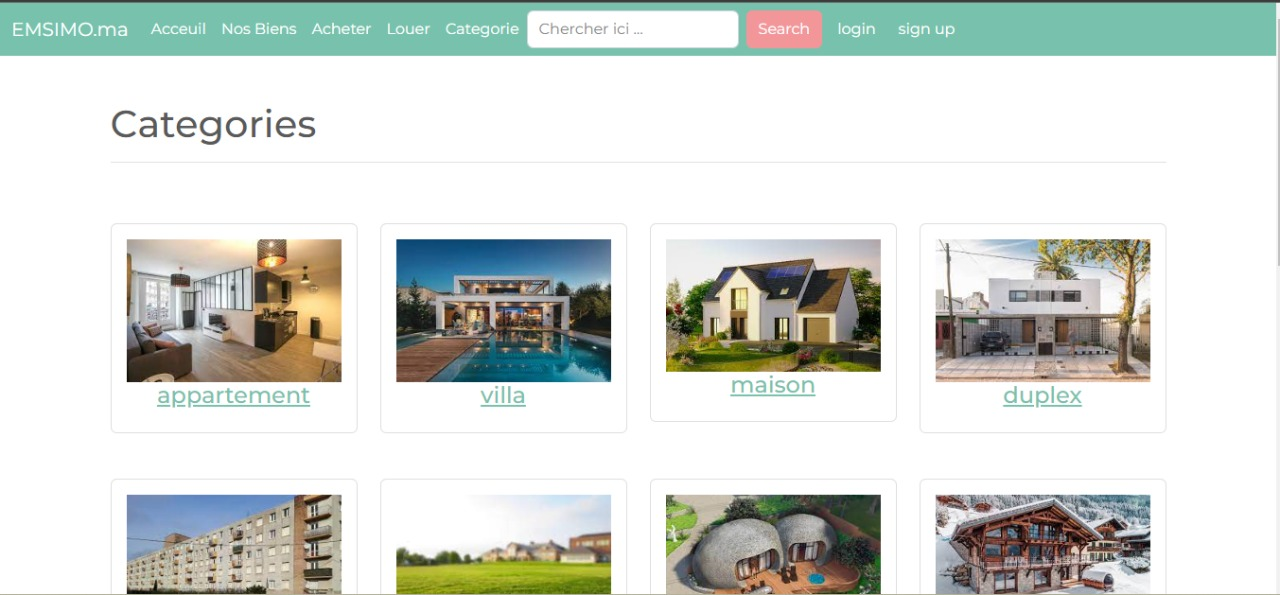 EMSIMO.ma Acceuil Nos Biens Acheter Louer Categorie Chercher ici ... Search login sign up
Categories
appartement villa maison duplex